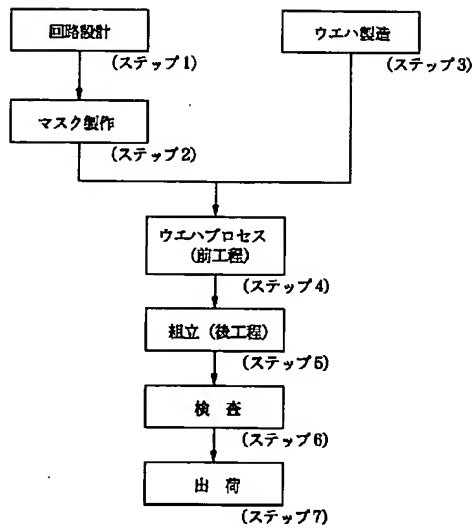 回路設計
(ステップ1)
ウエハ製造
(ステップ3)
マスク製作
(ステップ2)
ウエハプロセス
(前工程)
(ステップ4)
組立(後工程)
(ステップ5)
検 査
(ステップ6)
出 荷
(ステップ7)